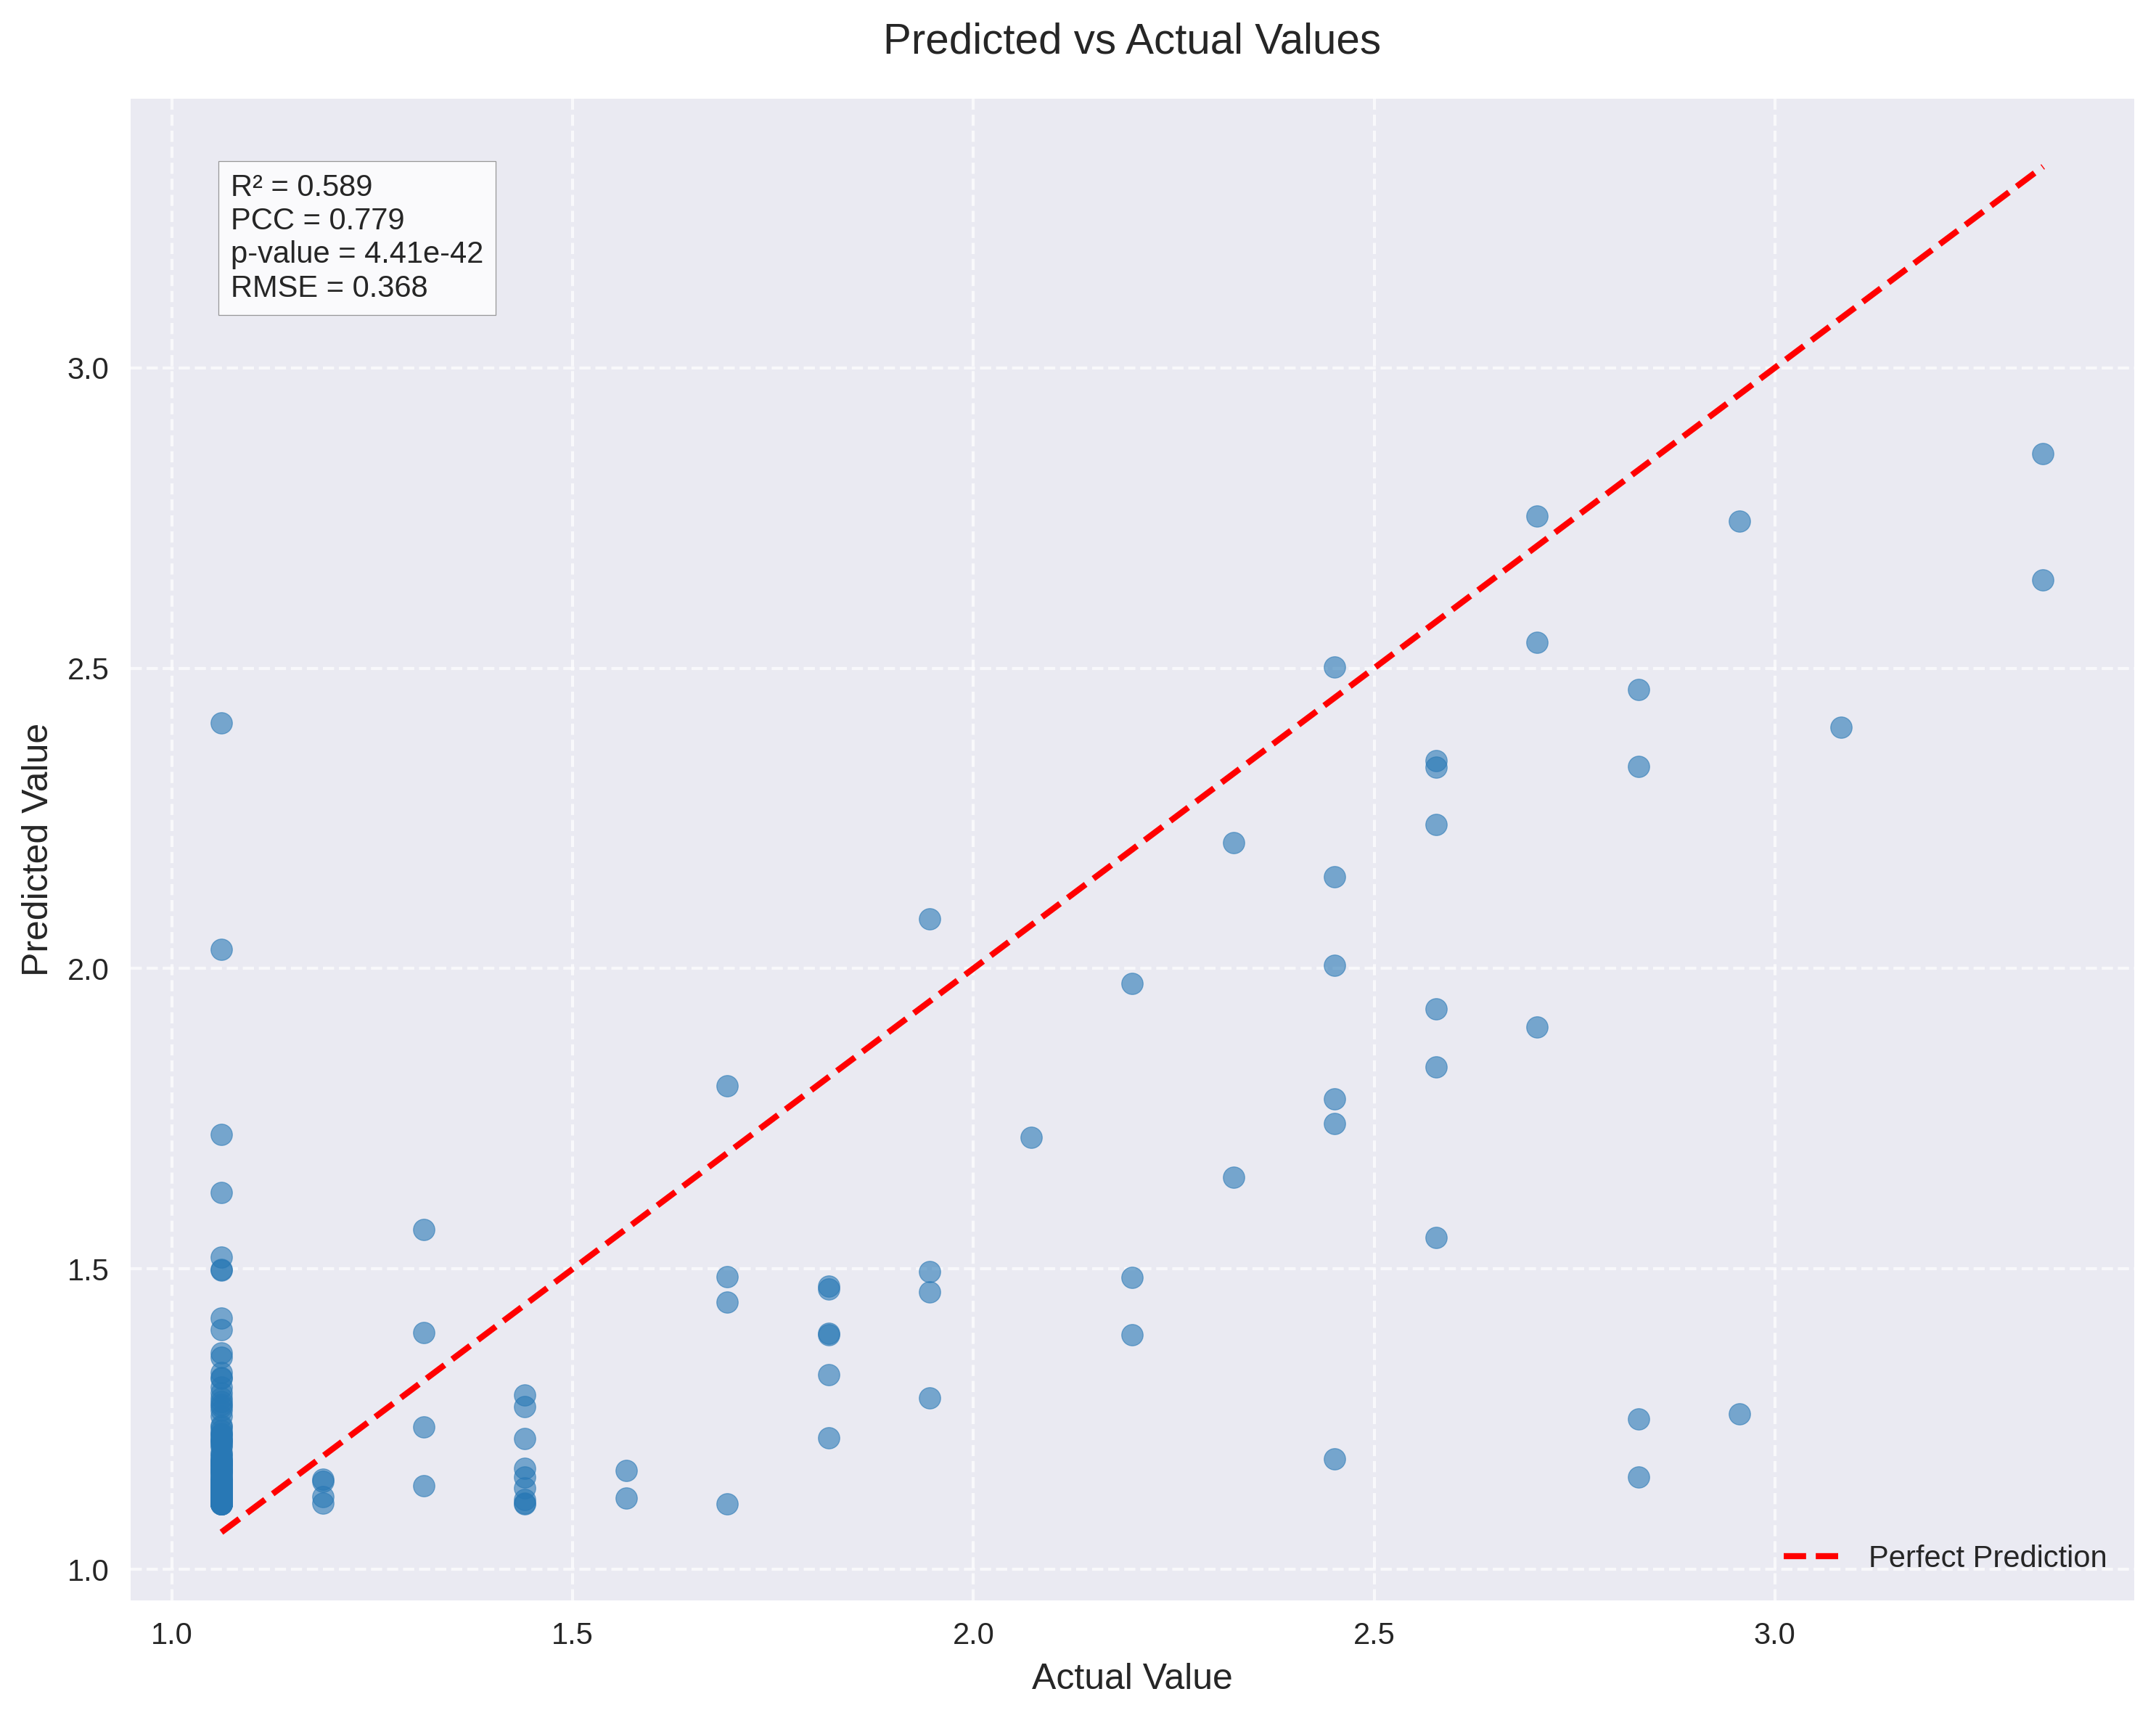 Predicted vs Actual Values
R² = 0.589
PCC = 0.779
p-value = 4.41e-42
RMSE = 0.368
3.0
2.5
2.0
1.5
1.0
Predicted Value
Perfect Prediction
1.0 1.5 2.0 2.5 3.0
Actual Value